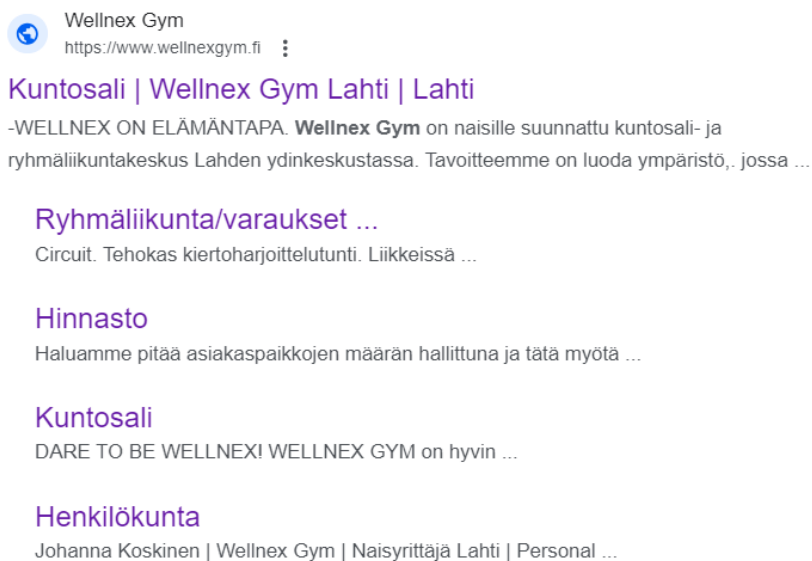 Wellnex Gym
https://www.wellnexgym.fi
Kuntosali | Wellnex Gym Lahti | Lahti
-WELLNEX ON ELÄMÄNTAPA. Wellnex Gym on naisille suunnattu kuntosali- ja
ryhmäliikuntakeskus Lahden ydinkeskustassa. Tavoitteemme on luoda ympäristö,. jossa ...
Ryhmäliikunta/varaukset ...
Circuit. Tehokas kiertoharjoittelutunti. Liikkeissä ...
Hinnasto
Haluamme pitää asiakaspaikkojen määrän hallittuna ja tätä myötä ...
Kuntosali
DARE TO BE WELLNEX! WELLNEX GYM on hyvin ...
Henkilökunta
Johanna Koskinen | Wellnex Gym | Naisyrittäjä Lahti | Personal ...